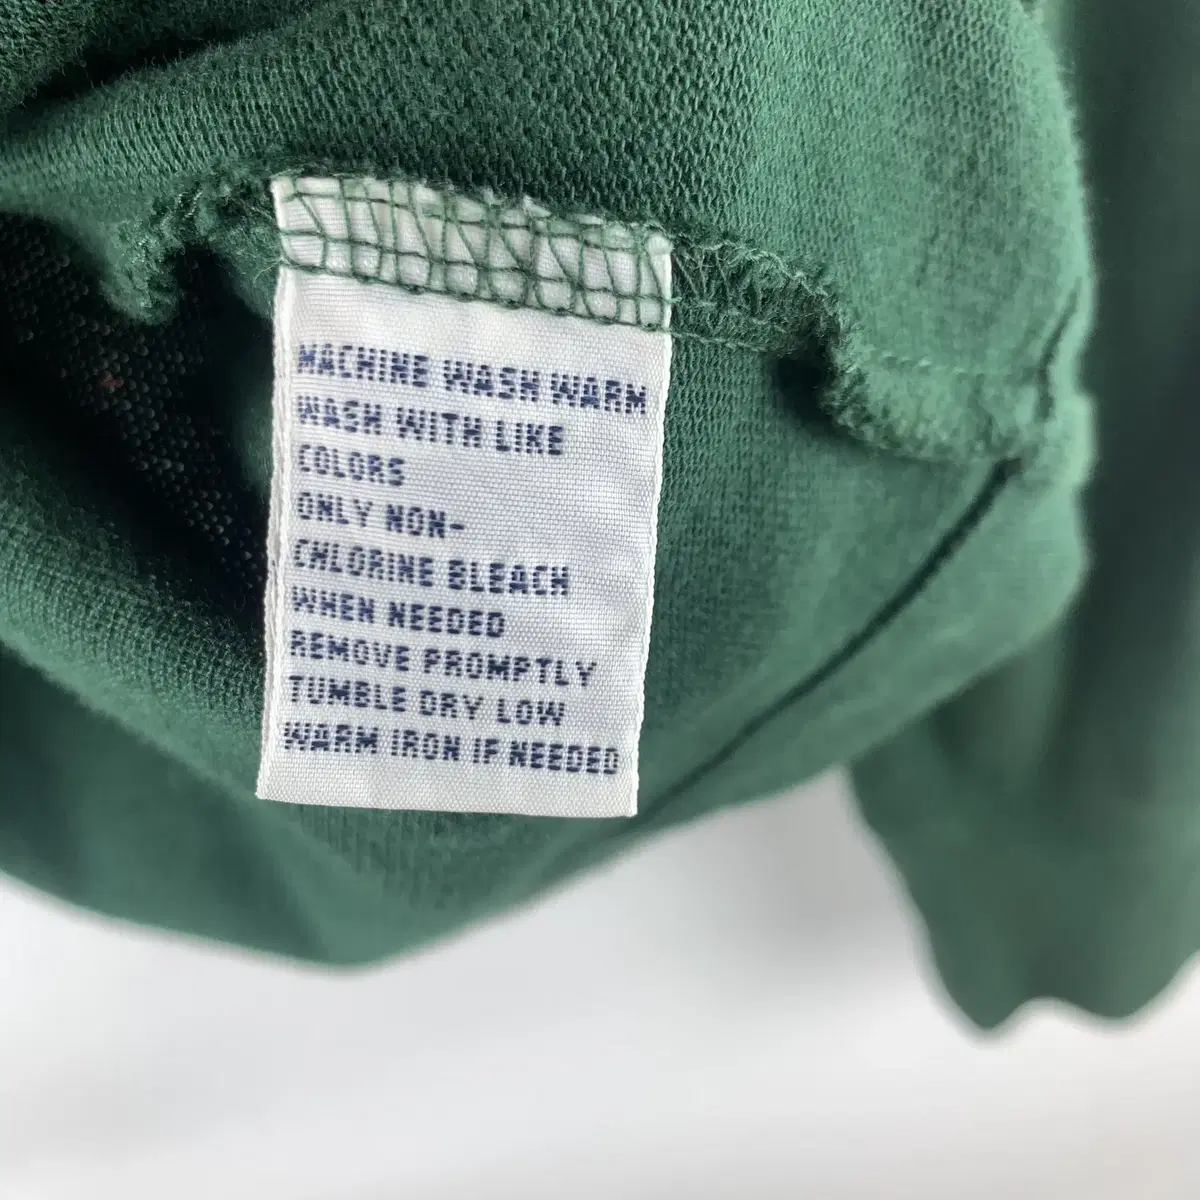 MACHINE WASH WARM
WASH WITH LIKE
COLORS
ONLY NON-
CHLORINE BLEACH
WHEN NEEDED
REMOVE PROMPTLY
TUMBLE DRY LOW
WARM IRON IF NEEDED